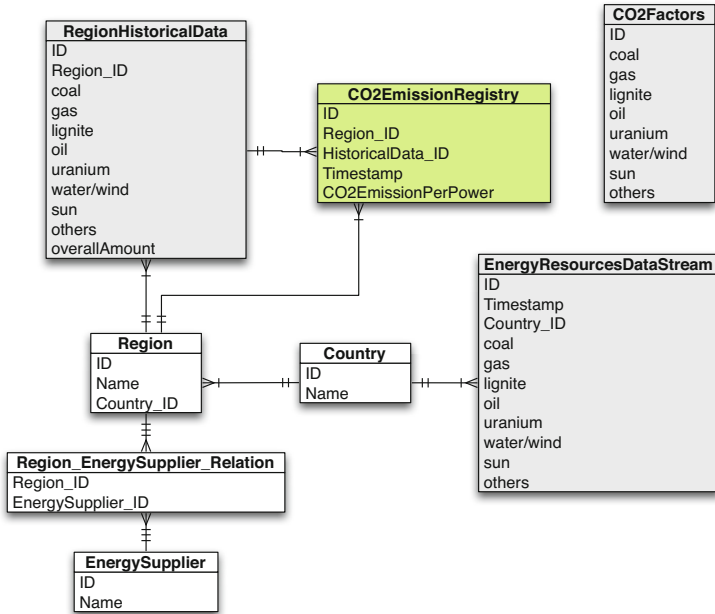 RegionHistoricalData
ID
Region_ID
coal
gas
lignite
oil
uranium
water/wind
sun
others
overallAmount
CO2EmissionRegistry
ID
Region_ID
HistoricalData_ID
Timestamp
CO2EmissionPerPower
CO2Factors
ID
coal
gas
lignite
oil
uranium
water/wind
sun
others
EnergyResourcesDataStream
ID
Timestamp
Country_ID
coal
gas
lignite
oil
uranium
water/wind
sun
others
Region
ID
Name
Country_ID
Country
ID
Name
Region_EnergySupplier_Relation
Region_ID
EnergySupplier_ID
EnergySupplier
ID
Name